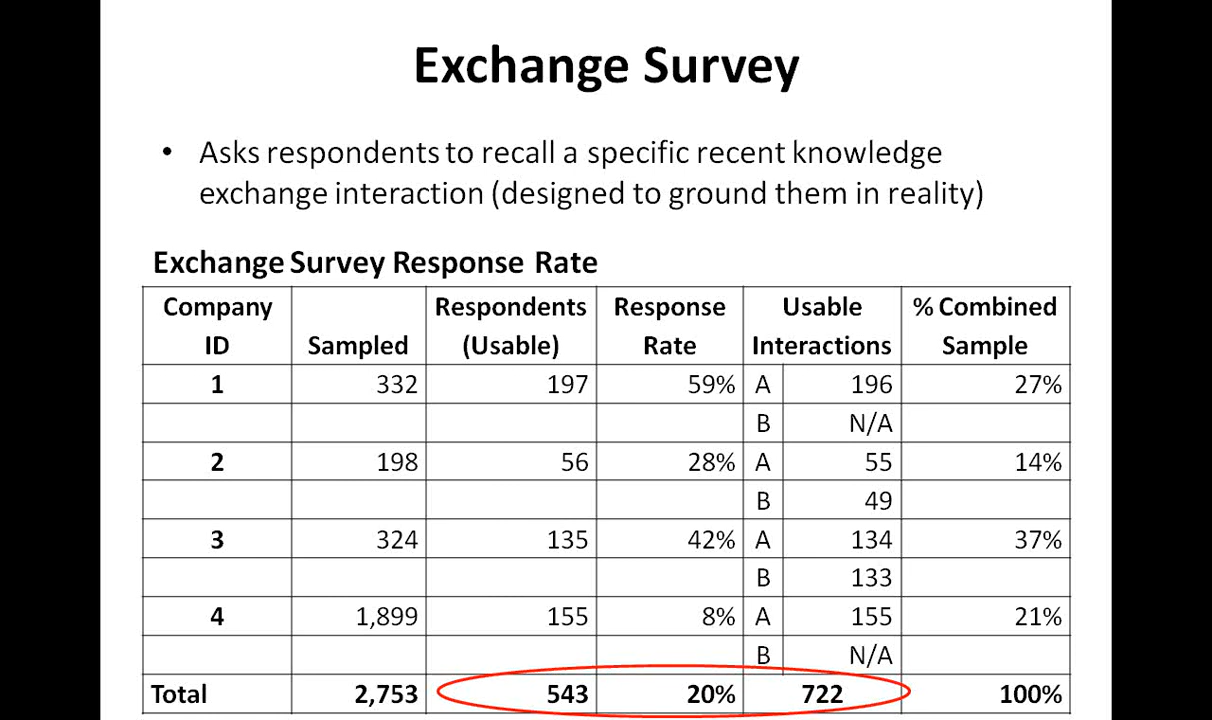 Exchange Survey
• Asks respondents to recall a specific recent knowledge
exchange interaction (designed to ground them in reality)
Exchange Survey Response Rate
Company ID Sampled Respondents (Usable) Response Rate Usable Interactions % Combined Sample
1 332 197 59% A 196 27%
B N/A
2 198 56 28% A 55 14%
B 49
3 324 135 42% A 134 37%
B 133
4 1,899 155 8% A 155 21%
B N/A
Total 2,753 543 20% 722 100%